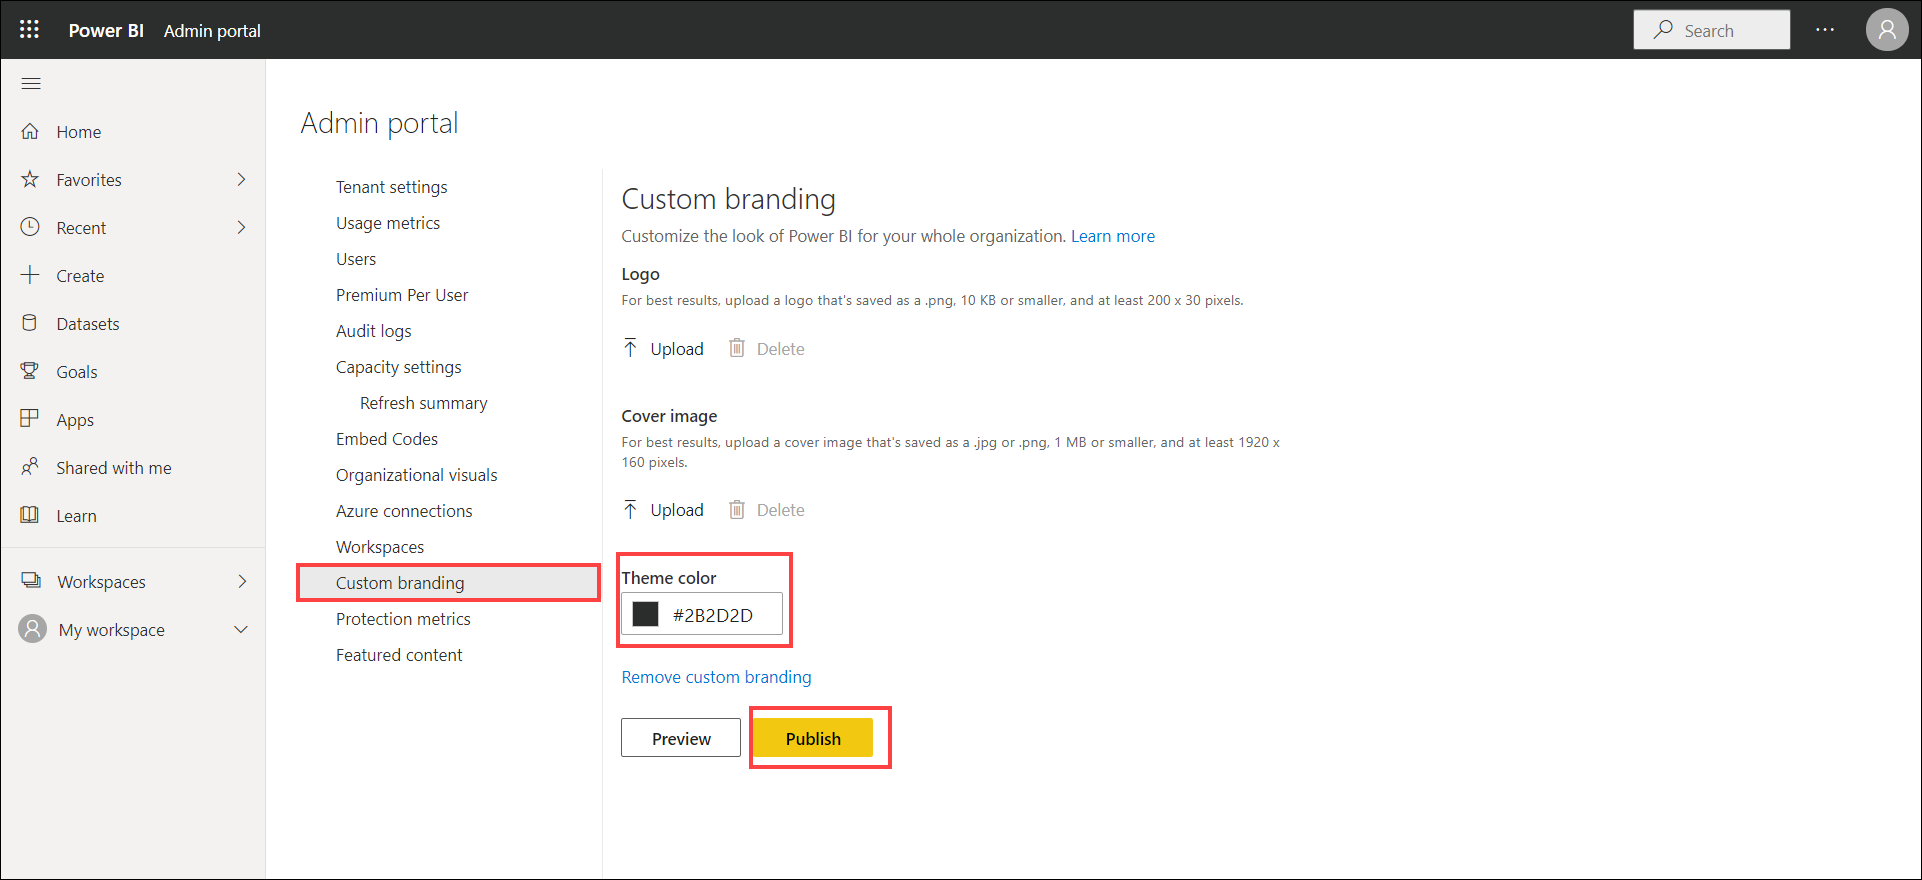 Power BI Admin portal
Search
Home
Favorites
Recent
Create
Datasets
Goals
Apps
Shared with me
Learn
Workspaces
My workspace
Admin portal
Tenant settings
Usage metrics
Users
Premium Per User
Audit logs
Capacity settings
Refresh summary
Embed Codes
Organizational visuals
Azure connections
Workspaces
Custom branding
Protection metrics
Featured content
Custom branding
Customize the look of Power BI for your whole organization. Learn more
Logo
For best results, upload a logo that's saved as a .png, 10 KB or smaller, and at least 200 x 30 pixels.
Upload Delete
Cover image
For best results, upload a cover image that's saved as a .jpg or .png, 1 MB or smaller, and at least 1920 x
160 pixels.
Upload Delete
Theme color
#2B2D2D
Remove custom branding
Preview Publish